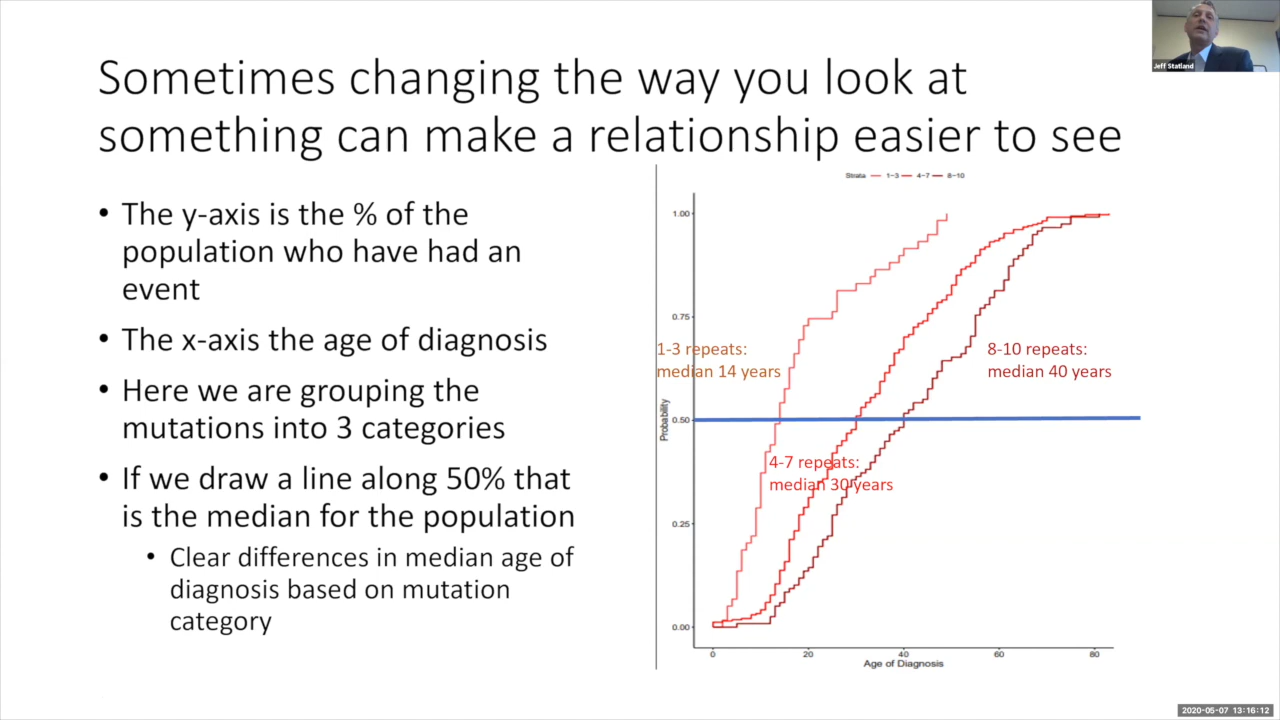 Jeff Statland
Sometimes changing the way you look at
something can make a relationship easier to see
• The y-axis is the % of the
population who have had an
event
• The x-axis the age of diagnosis
• Here we are grouping the
mutations into 3 categories
• If we draw a line along 50% that
is the median for the population
• Clear differences in median age of
diagnosis based on mutation
category
Strata 1-3 4-7 8-10
1.00
0.75
0.50
0.25
0.00
Probability
1-3 repeats:
median 14 years
8-10 repeats:
median 40 years
4-7 repeats:
median 30 years
0 20 40 60 80
Age of Diagnosis
2020-05-07 13:16:12